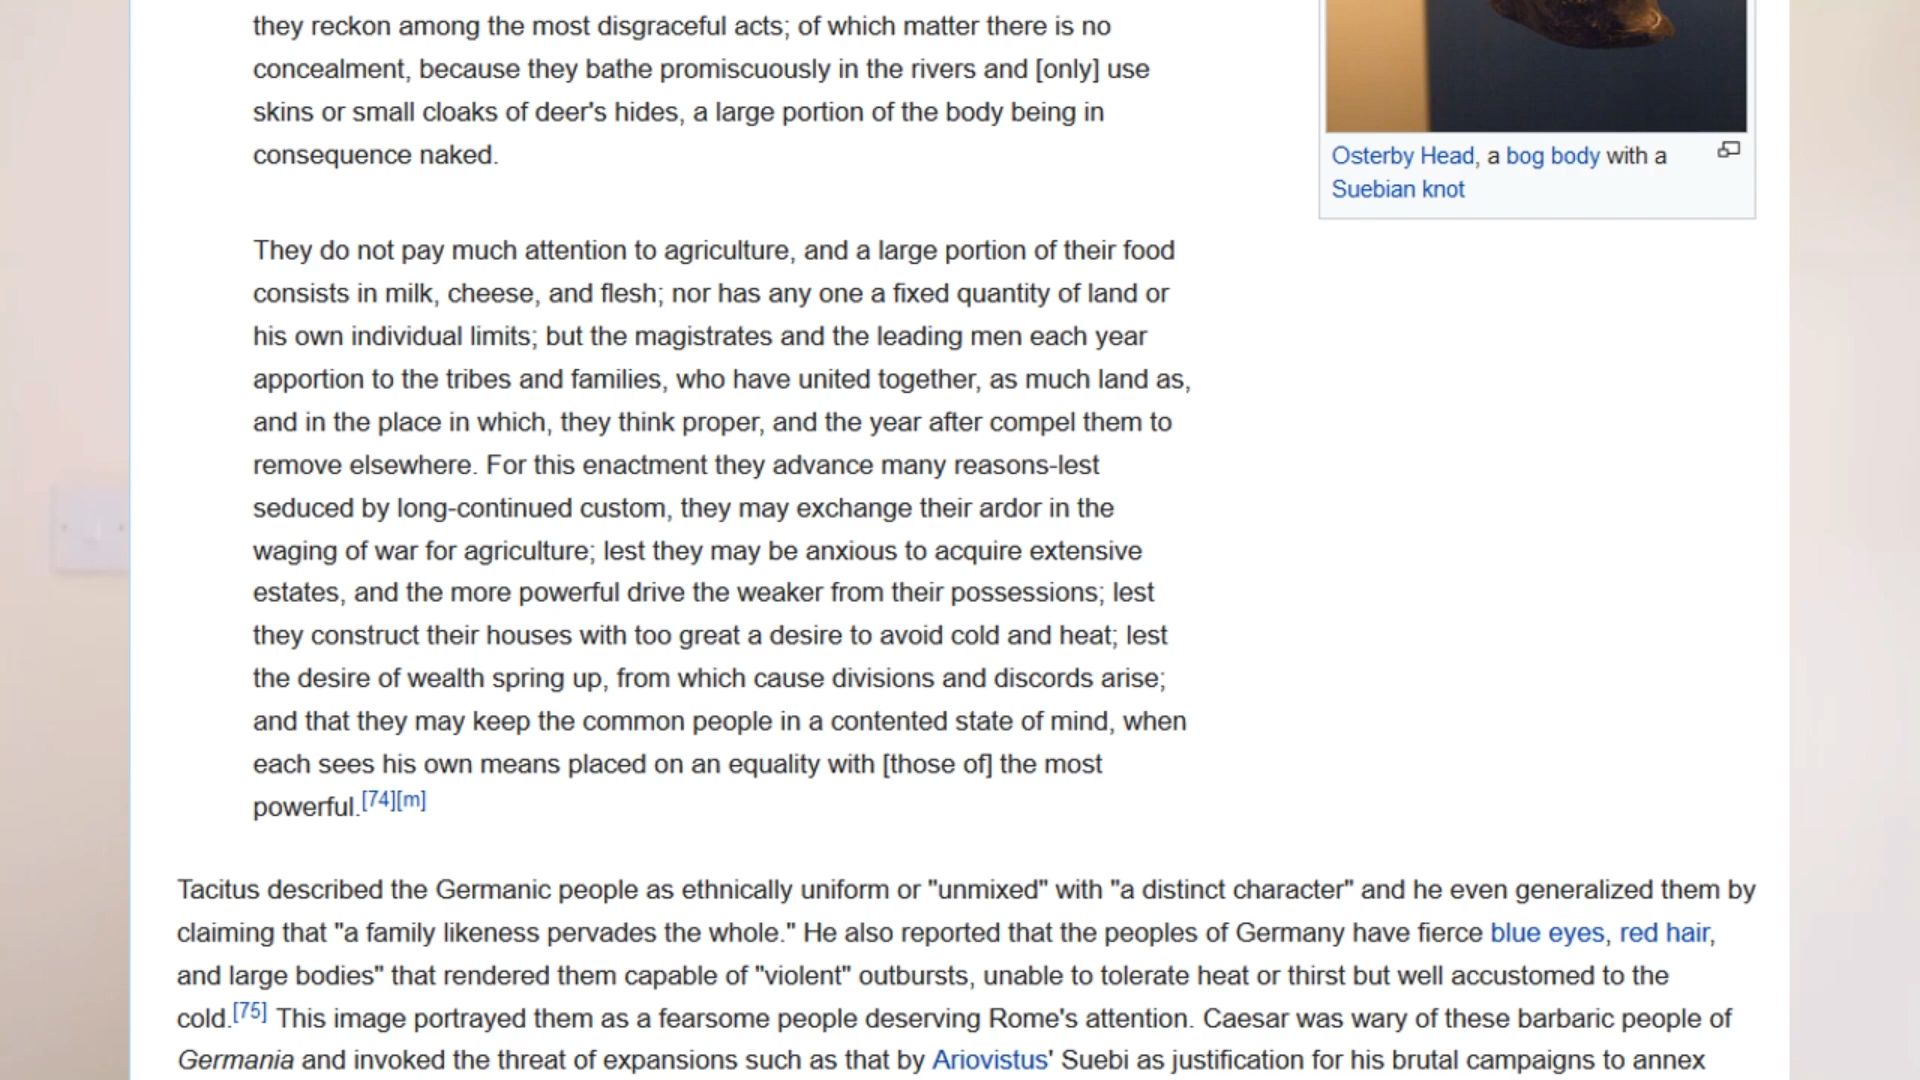 they reckon among the most disgraceful acts; of which matter there is no
concealment, because they bathe promiscuously in the rivers and [only] use
skins or small cloaks of deer's hides, a large portion of the body being in
consequence naked.
Osterby Head, a bog body with a
Suebian knot
They do not pay much attention to agriculture, and a large portion of their food
consists in milk, cheese, and flesh; nor has any one a fixed quantity of land or
his own individual limits; but the magistrates and the leading men each year
apportion to the tribes and families, who have united together, as much land as,
and in the place in which, they think proper, and the year after compel them to
remove elsewhere. For this enactment they advance many reasons-lest
seduced by long-continued custom, they may exchange their ardor in the
waging of war for agriculture; lest they may be anxious to acquire extensive
estates, and the more powerful drive the weaker from their possessions; lest
they construct their houses with too great a desire to avoid cold and heat; lest
the desire of wealth spring up, from which cause divisions and discords arise;
and that they may keep the common people in a contented state of mind, when
each sees his own means placed on an equality with [those of] the most
powerful.[74][m]
Tacitus described the Germanic people as ethnically uniform or "unmixed" with "a distinct character" and he even generalized them by
claiming that "a family likeness pervades the whole." He also reported that the peoples of Germany have fierce blue eyes, red hair,
and large bodies" that rendered them capable of "violent" outbursts, unable to tolerate heat or thirst but well accustomed to the
cold.[75] This image portrayed them as a fearsome people deserving Rome's attention. Caesar was wary of these barbaric people of
Germania and invoked the threat of expansions such as that by Ariovistus' Suebi as justification for his brutal campaigns to annex